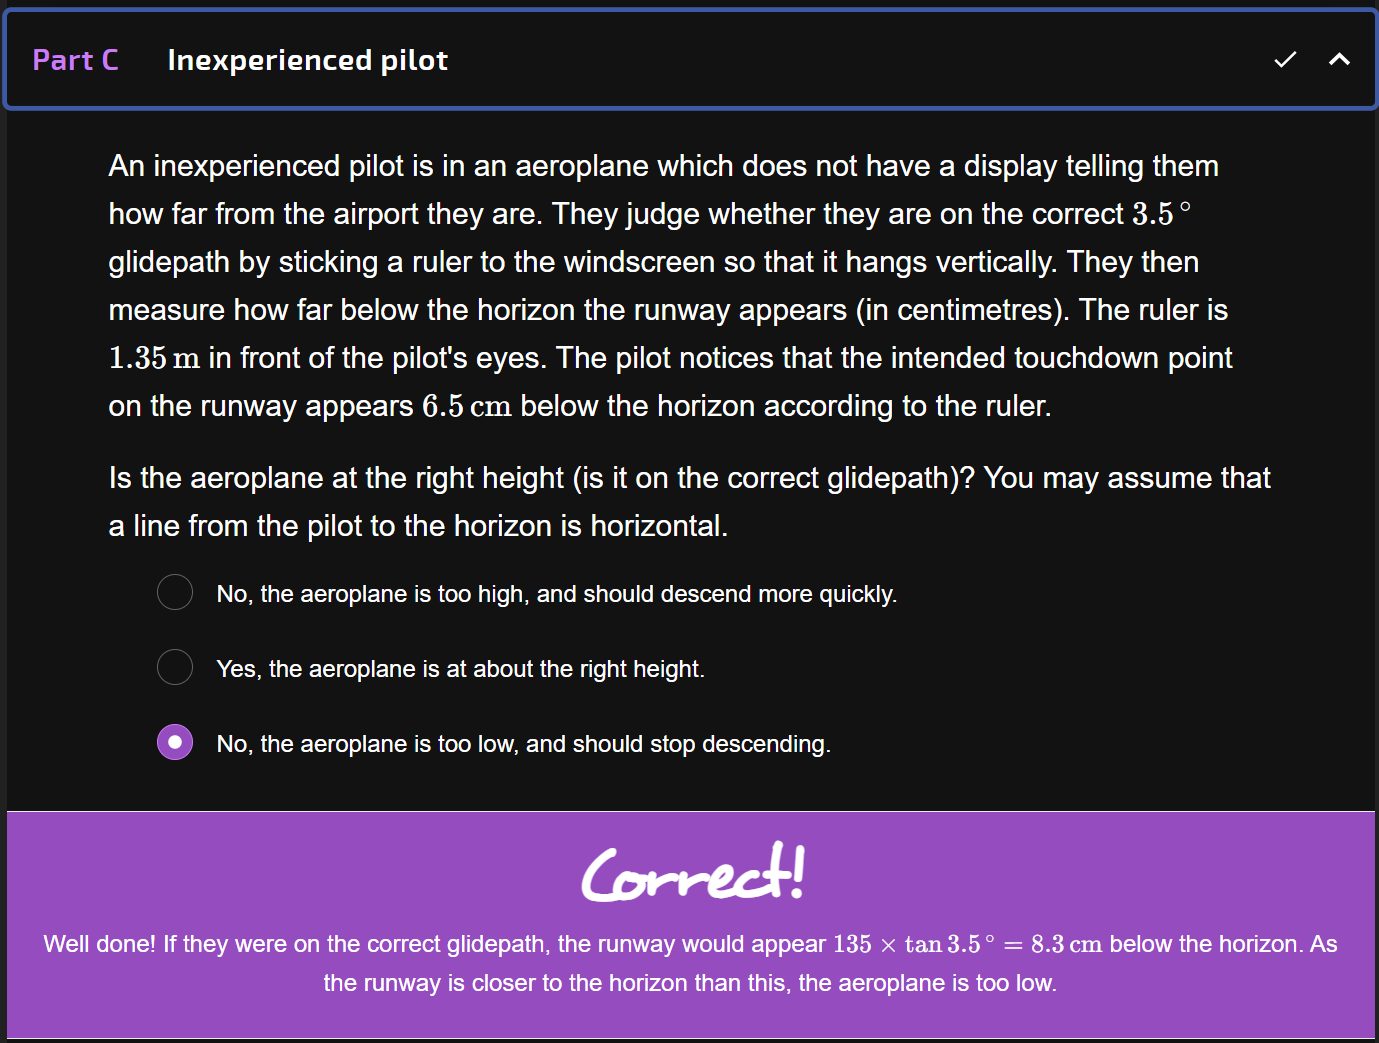 Part C Inexperienced pilot
An inexperienced pilot is in an aeroplane which does not have a display telling them
how far from the airport they are. They judge whether they are on the correct 3.5°
glidepath by sticking a ruler to the windscreen so that it hangs vertically. They then
measure how far below the horizon the runway appears (in centimetres). The ruler is
1.35 m in front of the pilot's eyes. The pilot notices that the intended touchdown point
on the runway appears 6.5 cm below the horizon according to the ruler.
Is the aeroplane at the right height (is it on the correct glidepath)? You may assume that
a line from the pilot to the horizon is horizontal.
No, the aeroplane is too high, and should descend more quickly.
Yes, the aeroplane is at about the right height.
No, the aeroplane is too low, and should stop descending.
Correct!
Well done! If they were on the correct glidepath, the runway would appear 135 × tan 3.5° = 8.3 cm below the horizon. As
the runway is closer to the horizon than this, the aeroplane is too low.